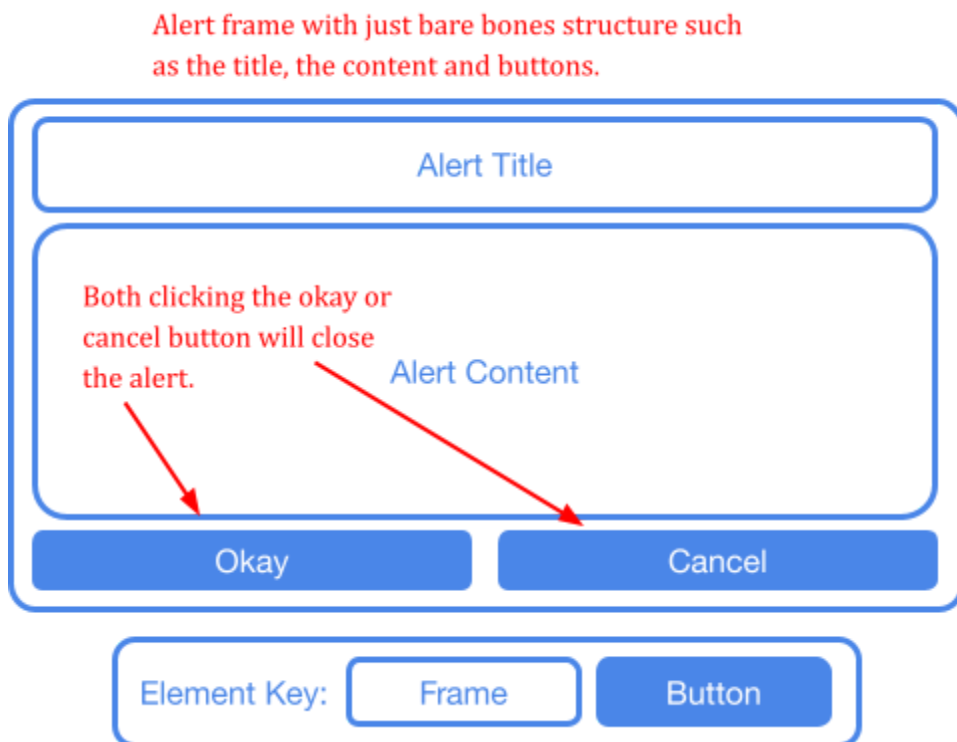 Alert frame with just bare bones structure such
as the title, the content and buttons.
Alert Title
Both clicking the okay or
cancel button will close
the alert.
Alert Content
Okay
Cancel
Element Key:
Frame
Button